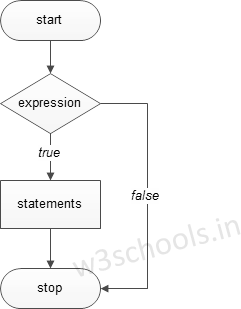 start
expression
true
false
statements
w3schools.in
stop